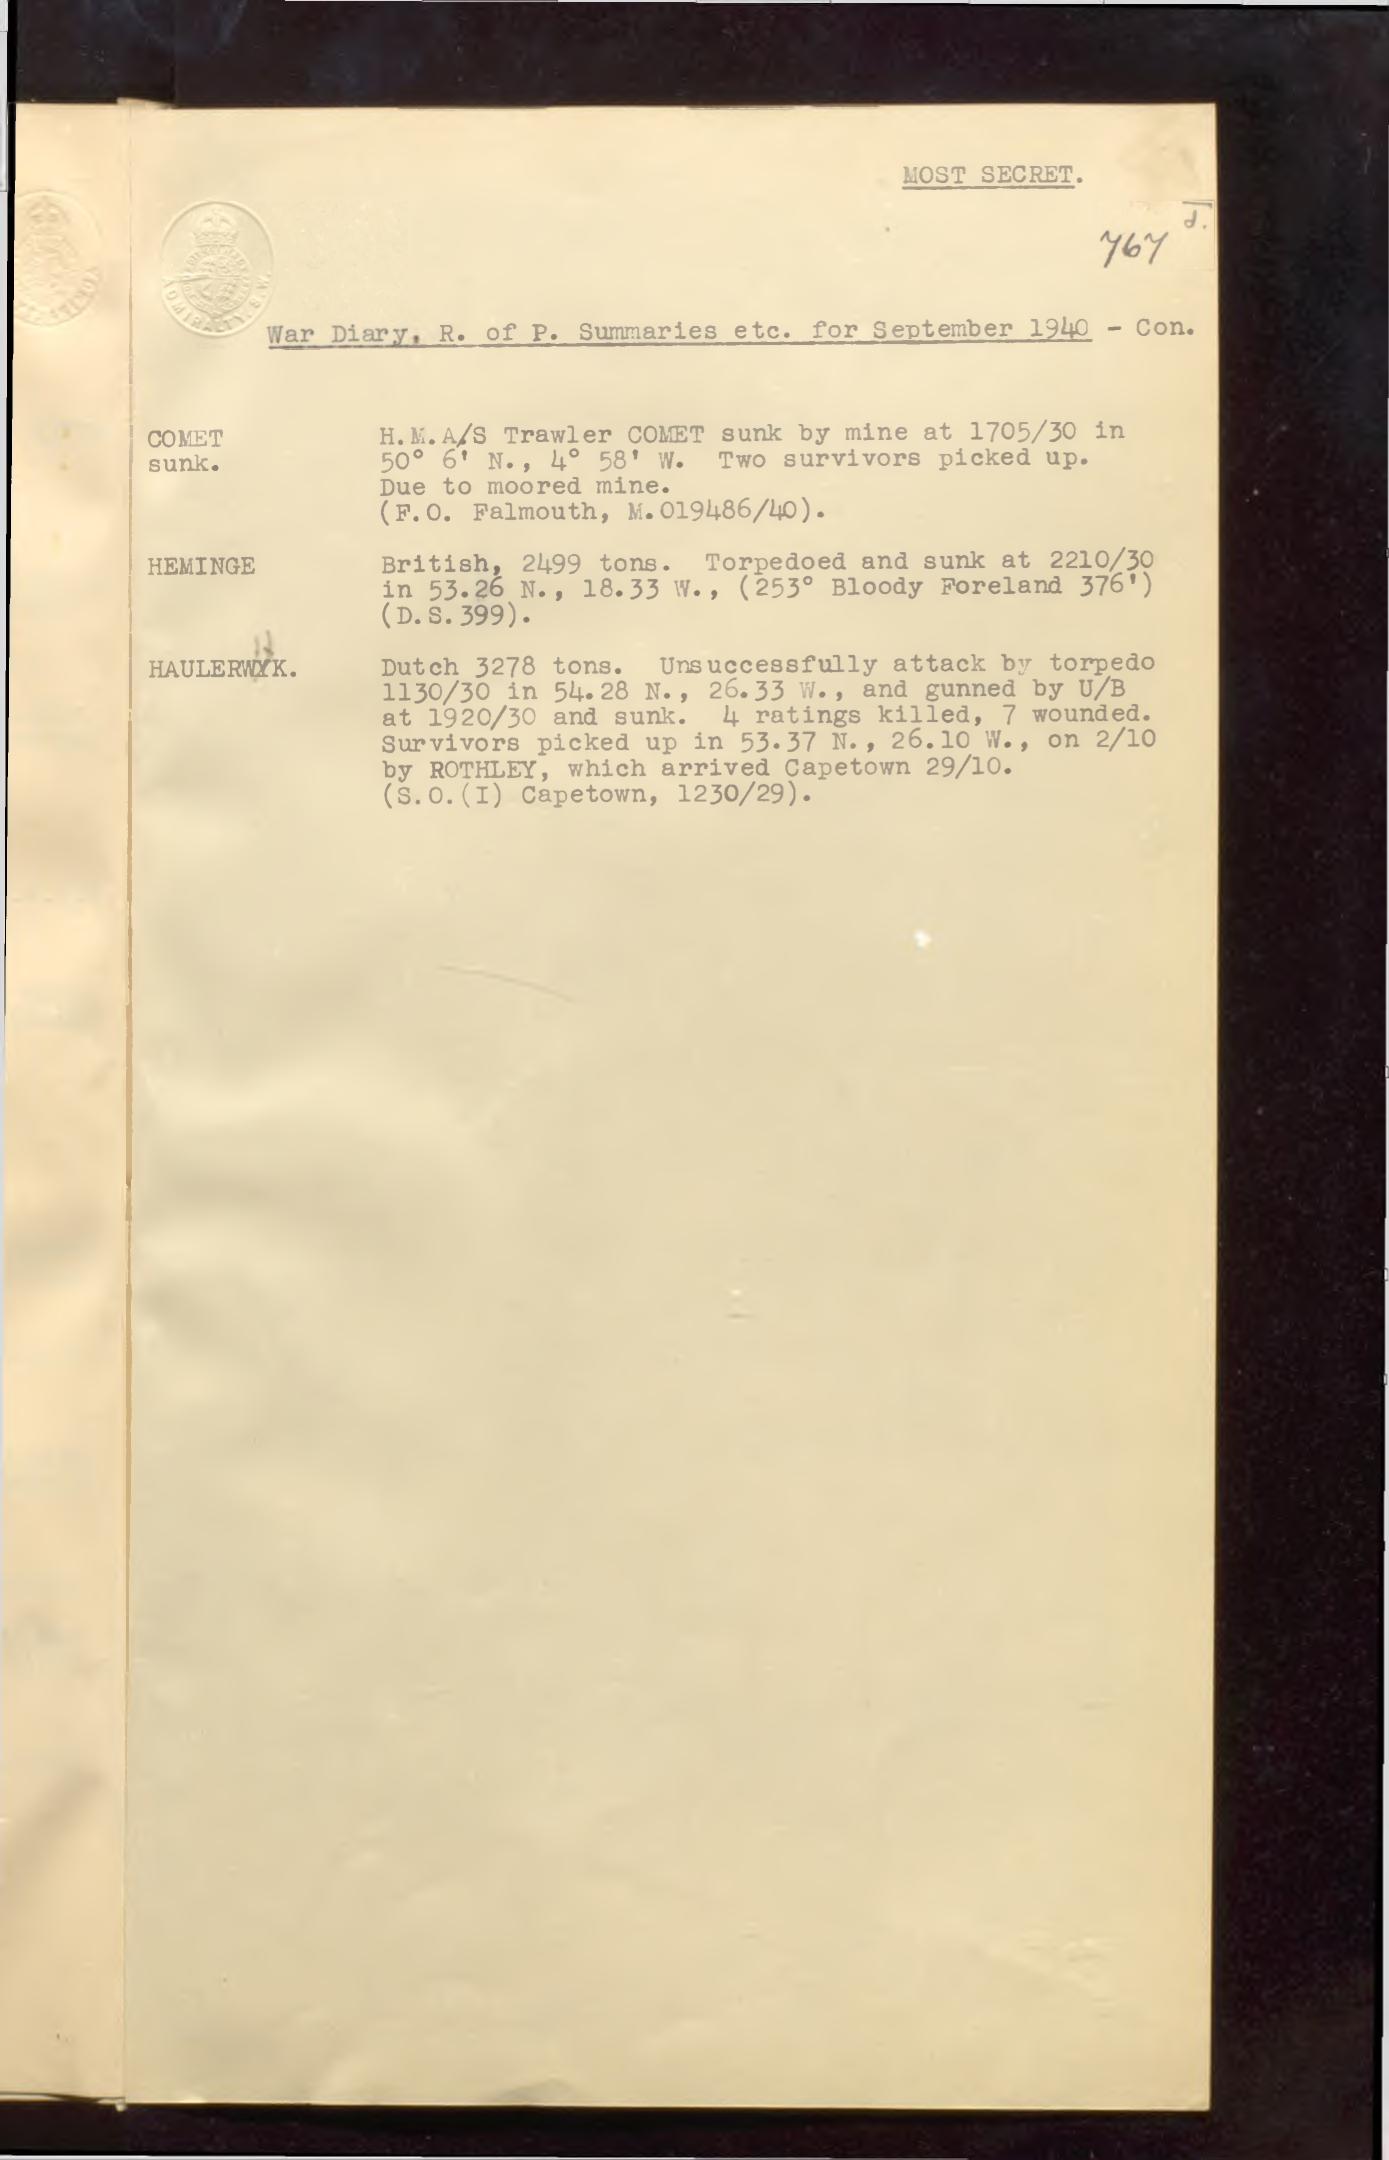 MOST SECRET.
767
ADMIRALTY. S.W.
War Diary, R. of P. Summaries etc. for September 1940 - Con.
COMET
sunk.
H.M.A/S Trawler COMET sunk by mine at 1705/30 in
50° 6' N., 4° 58' W. Two survivors picked up.
Due to moored mine.
(F.O. Falmouth, M.019486/40).
HEMINGE
British, 2499 tons. Torpedoed and sunk at 2210/30
in 53.26 N., 18.33 W., (253° Bloody Foreland 376')
(D.S.399).
HAULERWYK.
Dutch 3278 tons. Unsuccessfully attack by torpedo
1130/30 in 54.28 N., 26.33 W., and gunned by U/B
at 1920/30 and sunk. 4 ratings killed, 7 wounded.
Survivors picked up in 53.37 N., 26.10 W., on 2/10
by ROTHLEY, which arrived Capetown 29/10.
(S.O.(I) Capetown, 1230/29).